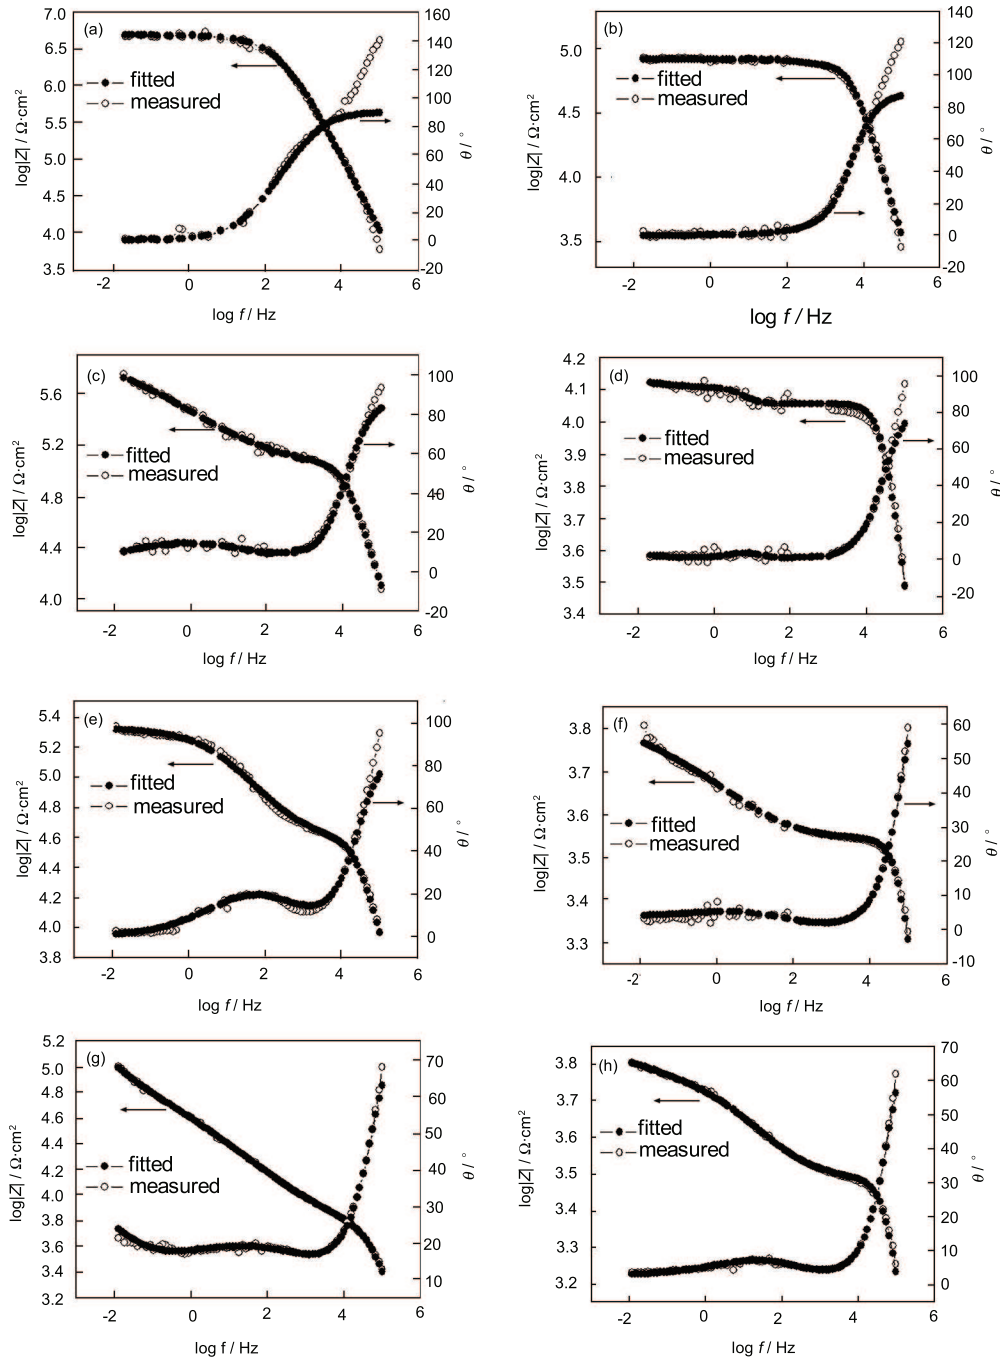 (a)
7.0
6.5
6.0
5.5
5.0
4.5
4.0
3.5
log|Z| / Ω·cm²
fitted
measured
160
140
120
100
80
60
40
20
0
-20
θ / °
-2 0 2 4 6
log f / Hz
(b)
5.0
4.5
4.0
3.5
log|Z| / Ω·cm²
fitted
measured
140
120
100
80
60
40
20
0
-20
θ / °
-2 0 2 4 6
log f / Hz
(c)
5.6
5.2
4.8
4.4
4.0
log|Z| / Ω·cm²
fitted
measured
100
80
60
40
20
0
-20
θ / °
-2 0 2 4 6
log f / Hz
(d)
4.2
4.1
4.0
3.9
3.8
3.7
3.6
3.5
3.4
log|Z| / Ω·cm²
fitted
measured
100
80
60
40
20
0
-20
θ / °
-2 0 2 4 6
log f / Hz
(e)
5.4
5.2
5.0
4.8
4.6
4.4
4.2
4.0
3.8
log|Z| / Ω·cm²
fitted
measured
100
80
60
40
20
0
θ / °
-2 0 2 4 6
log f / Hz
(f)
3.8
3.7
3.6
3.5
3.4
3.3
log|Z| / Ω·cm²
fitted
measured
60
50
40
30
20
10
0
-10
θ / °
-2 0 2 4 6
log f / Hz
(g)
5.2
5.0
4.8
4.6
4.4
4.2
4.0
3.8
3.6
3.4
3.2
log|Z| / Ω·cm²
fitted
measured
70
60
50
40
30
20
10
θ / °
-2 0 2 4 6
log f / Hz
(h)
3.8
3.7
3.6
3.5
3.4
3.3
3.2
log|Z| / Ω·cm²
fitted
measured
70
60
50
40
30
20
10
0
θ / °
-2 0 2 4 6
log f / Hz